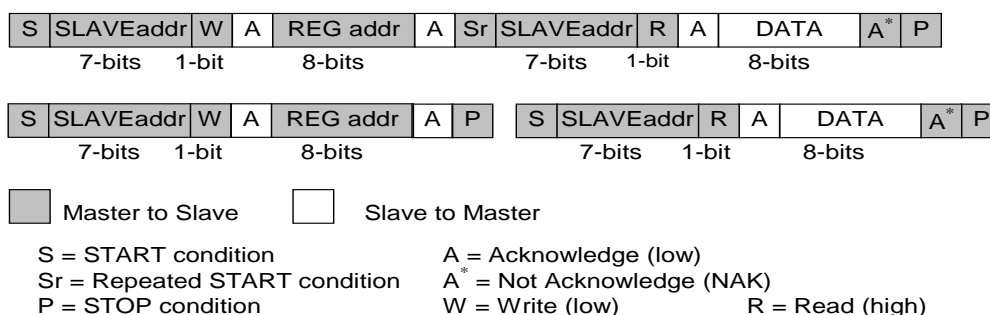 S SLAVEaddr W A REG addr A Sr SLAVEaddr R A DATA A* P
7-bits 1-bit 8-bits 7-bits 1-bit 8-bits
S SLAVEaddr W A REG addr A P S SLAVEaddr R A DATA A* P
7-bits 1-bit 8-bits 7-bits 1-bit 8-bits
Master to Slave Slave to Master
S = START condition A = Acknowledge (low)
Sr = Repeated START condition A* = Not Acknowledge (NAK)
P = STOP condition W = Write (low) R = Read (high)